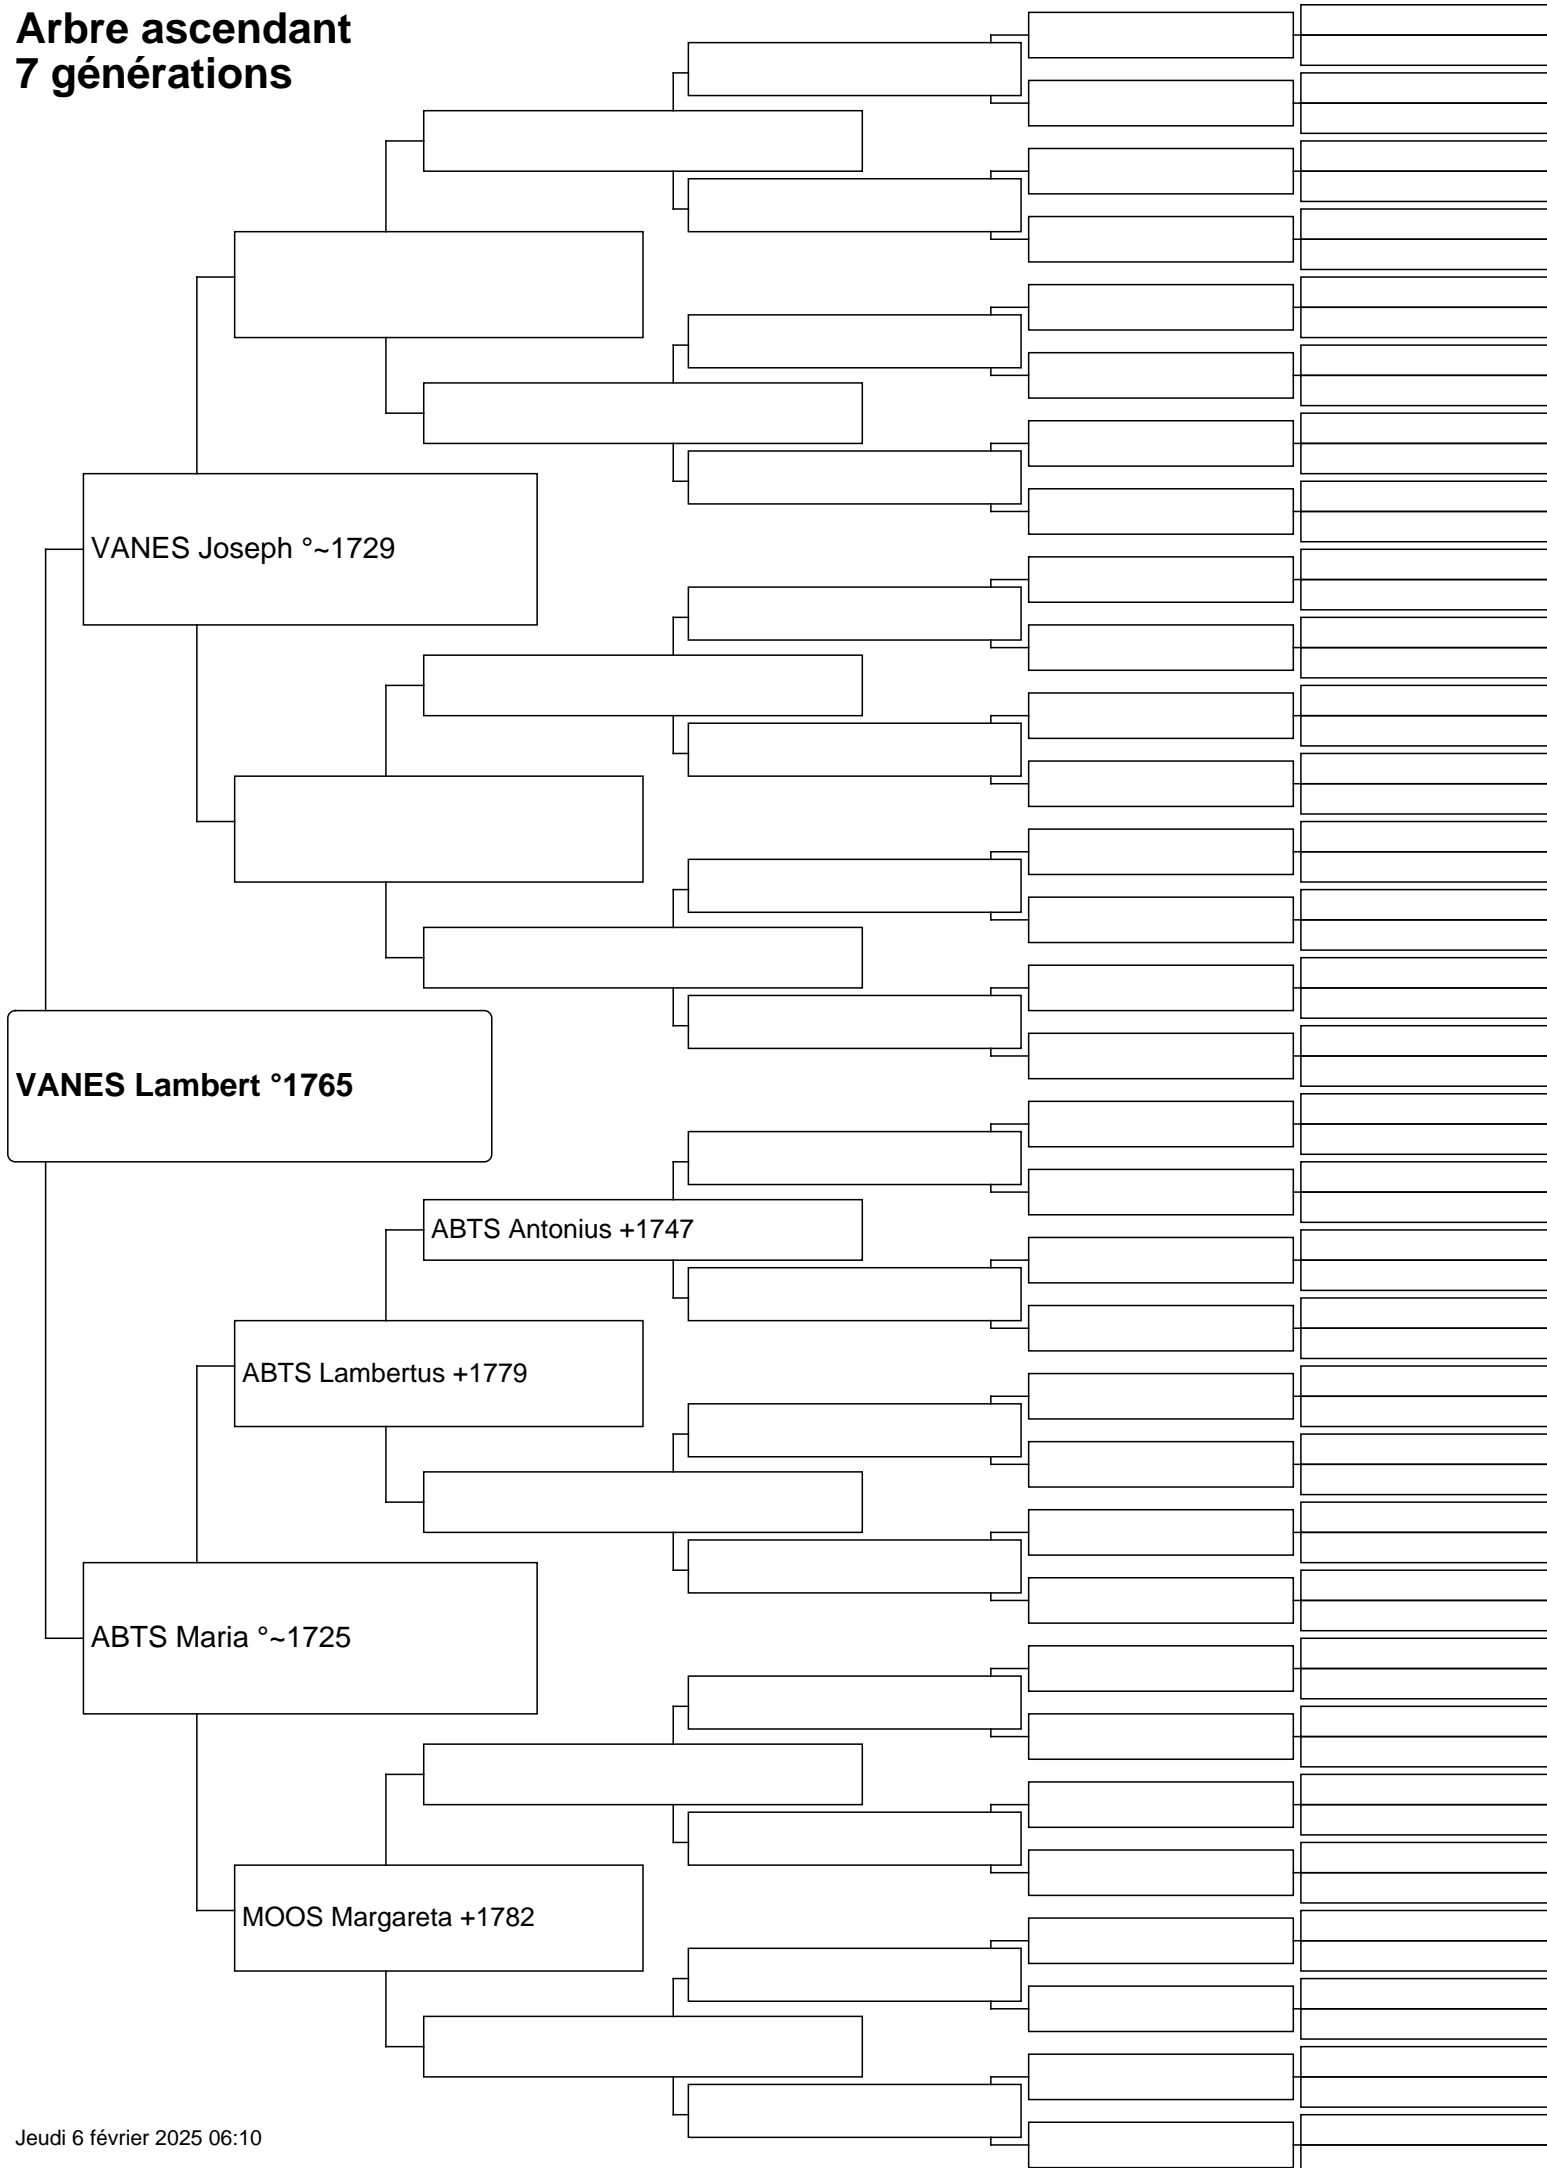 Arbre ascendant
7 générations
VANES Joseph °~1729
VANES Lambert °1765
ABTS Antonius +1747
ABTS Lambertus +1779
ABTS Maria °~1725
MOOS Margareta +1782
Jeudi 6 février 2025 06:10